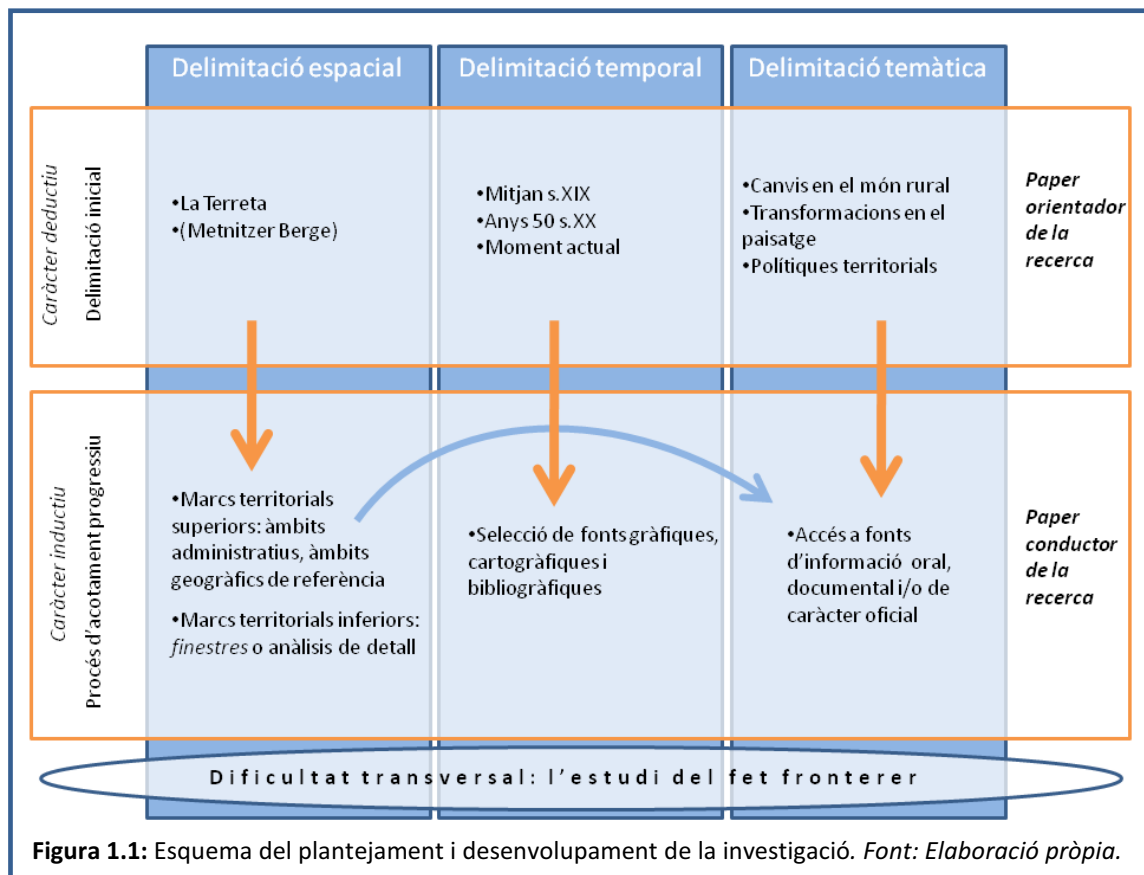 Delimitació espacial
Delimitació temporal
Delimitació temàtica
Caràcter deductiu
Delimitació inicial
•La Terreta
•(Metnitzer Berge)
•Mitjan s.XIX
•Anys 50 s.XX
•Moment actual
•Canvis en el món rural
•Transformacions en el
paisatge
•Polítiques territorials
Paper
orientador
de la
recerca
Caràcter inductiu
Procés d'acotament progressiu
•Marcs territorials
superiors: àmbits
administratius, àmbits
geogràfics de referència
•Marcs territorials inferiors:
finestres o anàlisis de detall
•Selecció de fonts gràfiques,
cartogràfiques i
bibliogràfiques
•Accés a fonts
d'informació oral,
documental i/o de
caràcter oficial
Paper
conductor
de la
recerca
Dificultat transversal: l'estudi del fet fronterer
Figura 1.1: Esquema del plantejament i desenvolupament de la investigació. Font: Elaboració pròpia.